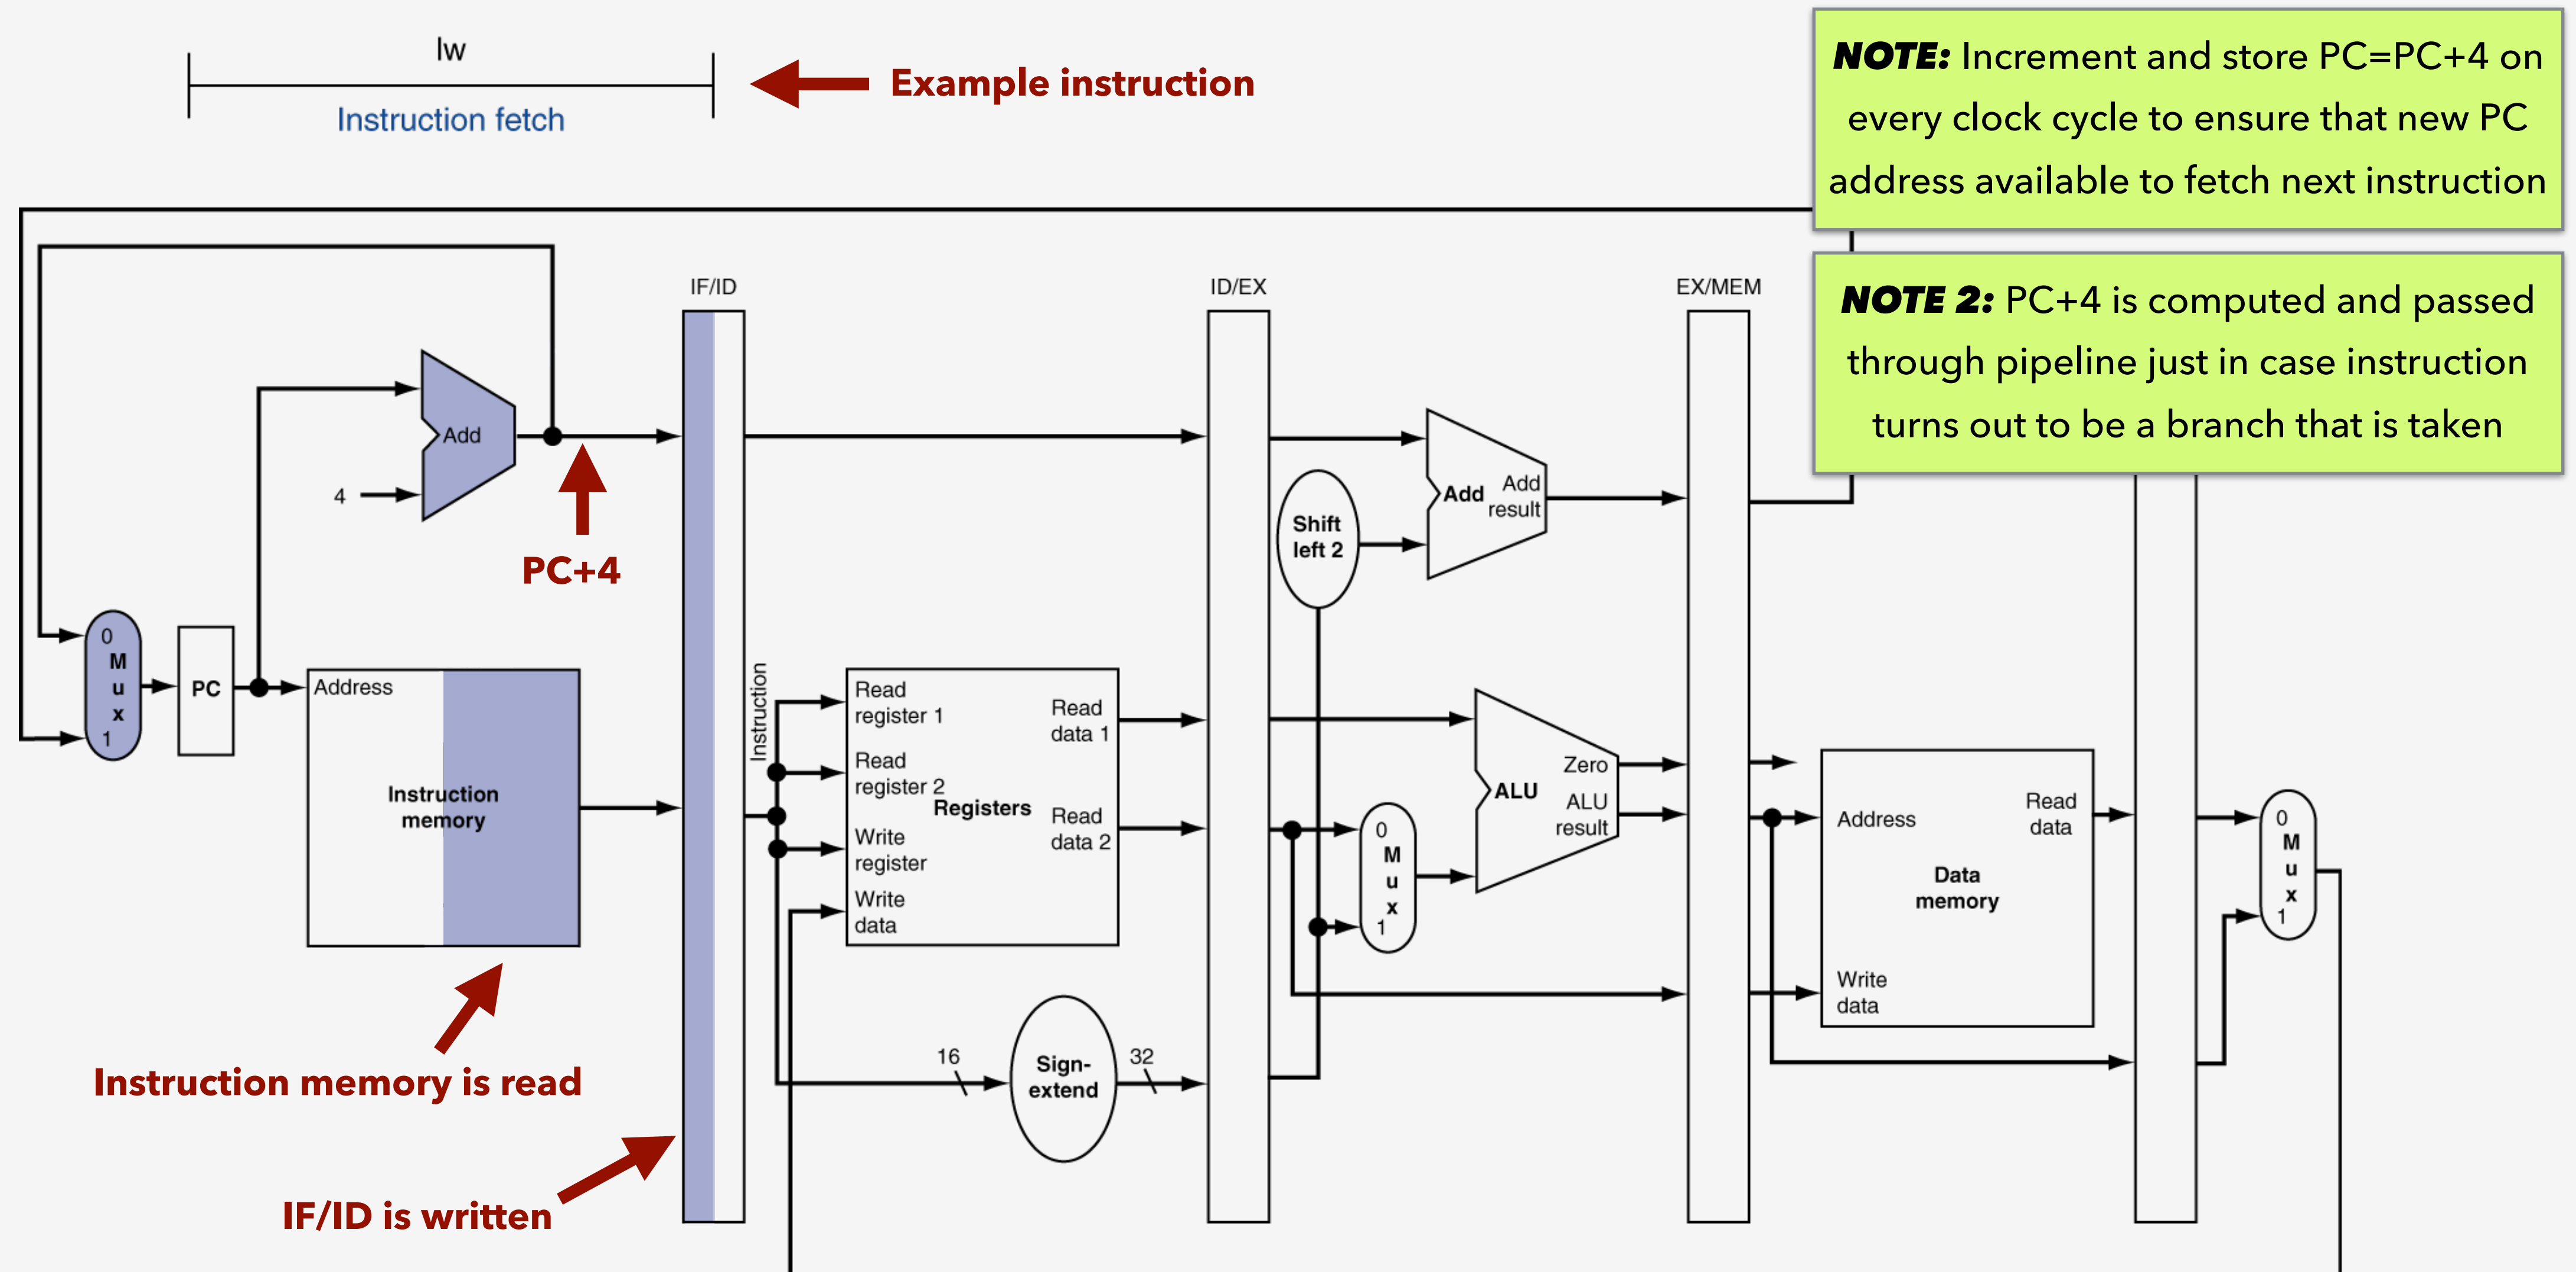 lw
Instruction fetch
Example instruction
NOTE: Increment and store PC=PC+4 on
every clock cycle to ensure that new PC
address available to fetch next instruction
NOTE 2: PC+4 is computed and passed
through pipeline just in case instruction
turns out to be a branch that is taken
IF/ID
ID/EX
EX/MEM
Add
4
PC+4
0
M
u
x
1
PC
Address
Instruction
memory
Instruction memory is read
IF/ID is written
Instruction
Read
register 1
Read
register 2
Registers
Write
register
Write
data
Read
data 1
Read
data 2
16
Sign-
extend
32
Shift
left 2
Add
Add
result
0
M
u
x
1
ALU
Zero
ALU
result
Address
Read
data
Data
memory
Write
data
0
M
u
x
1